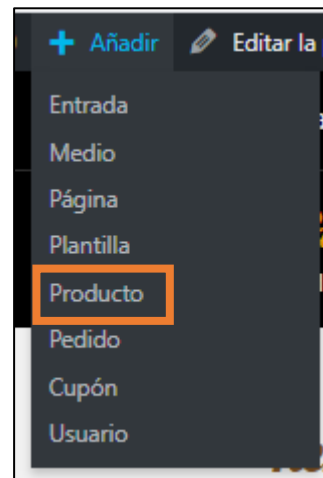 + Añadir Editar la
Entrada
Medio
Página
Plantilla
Producto
Pedido
Cupón
Usuario